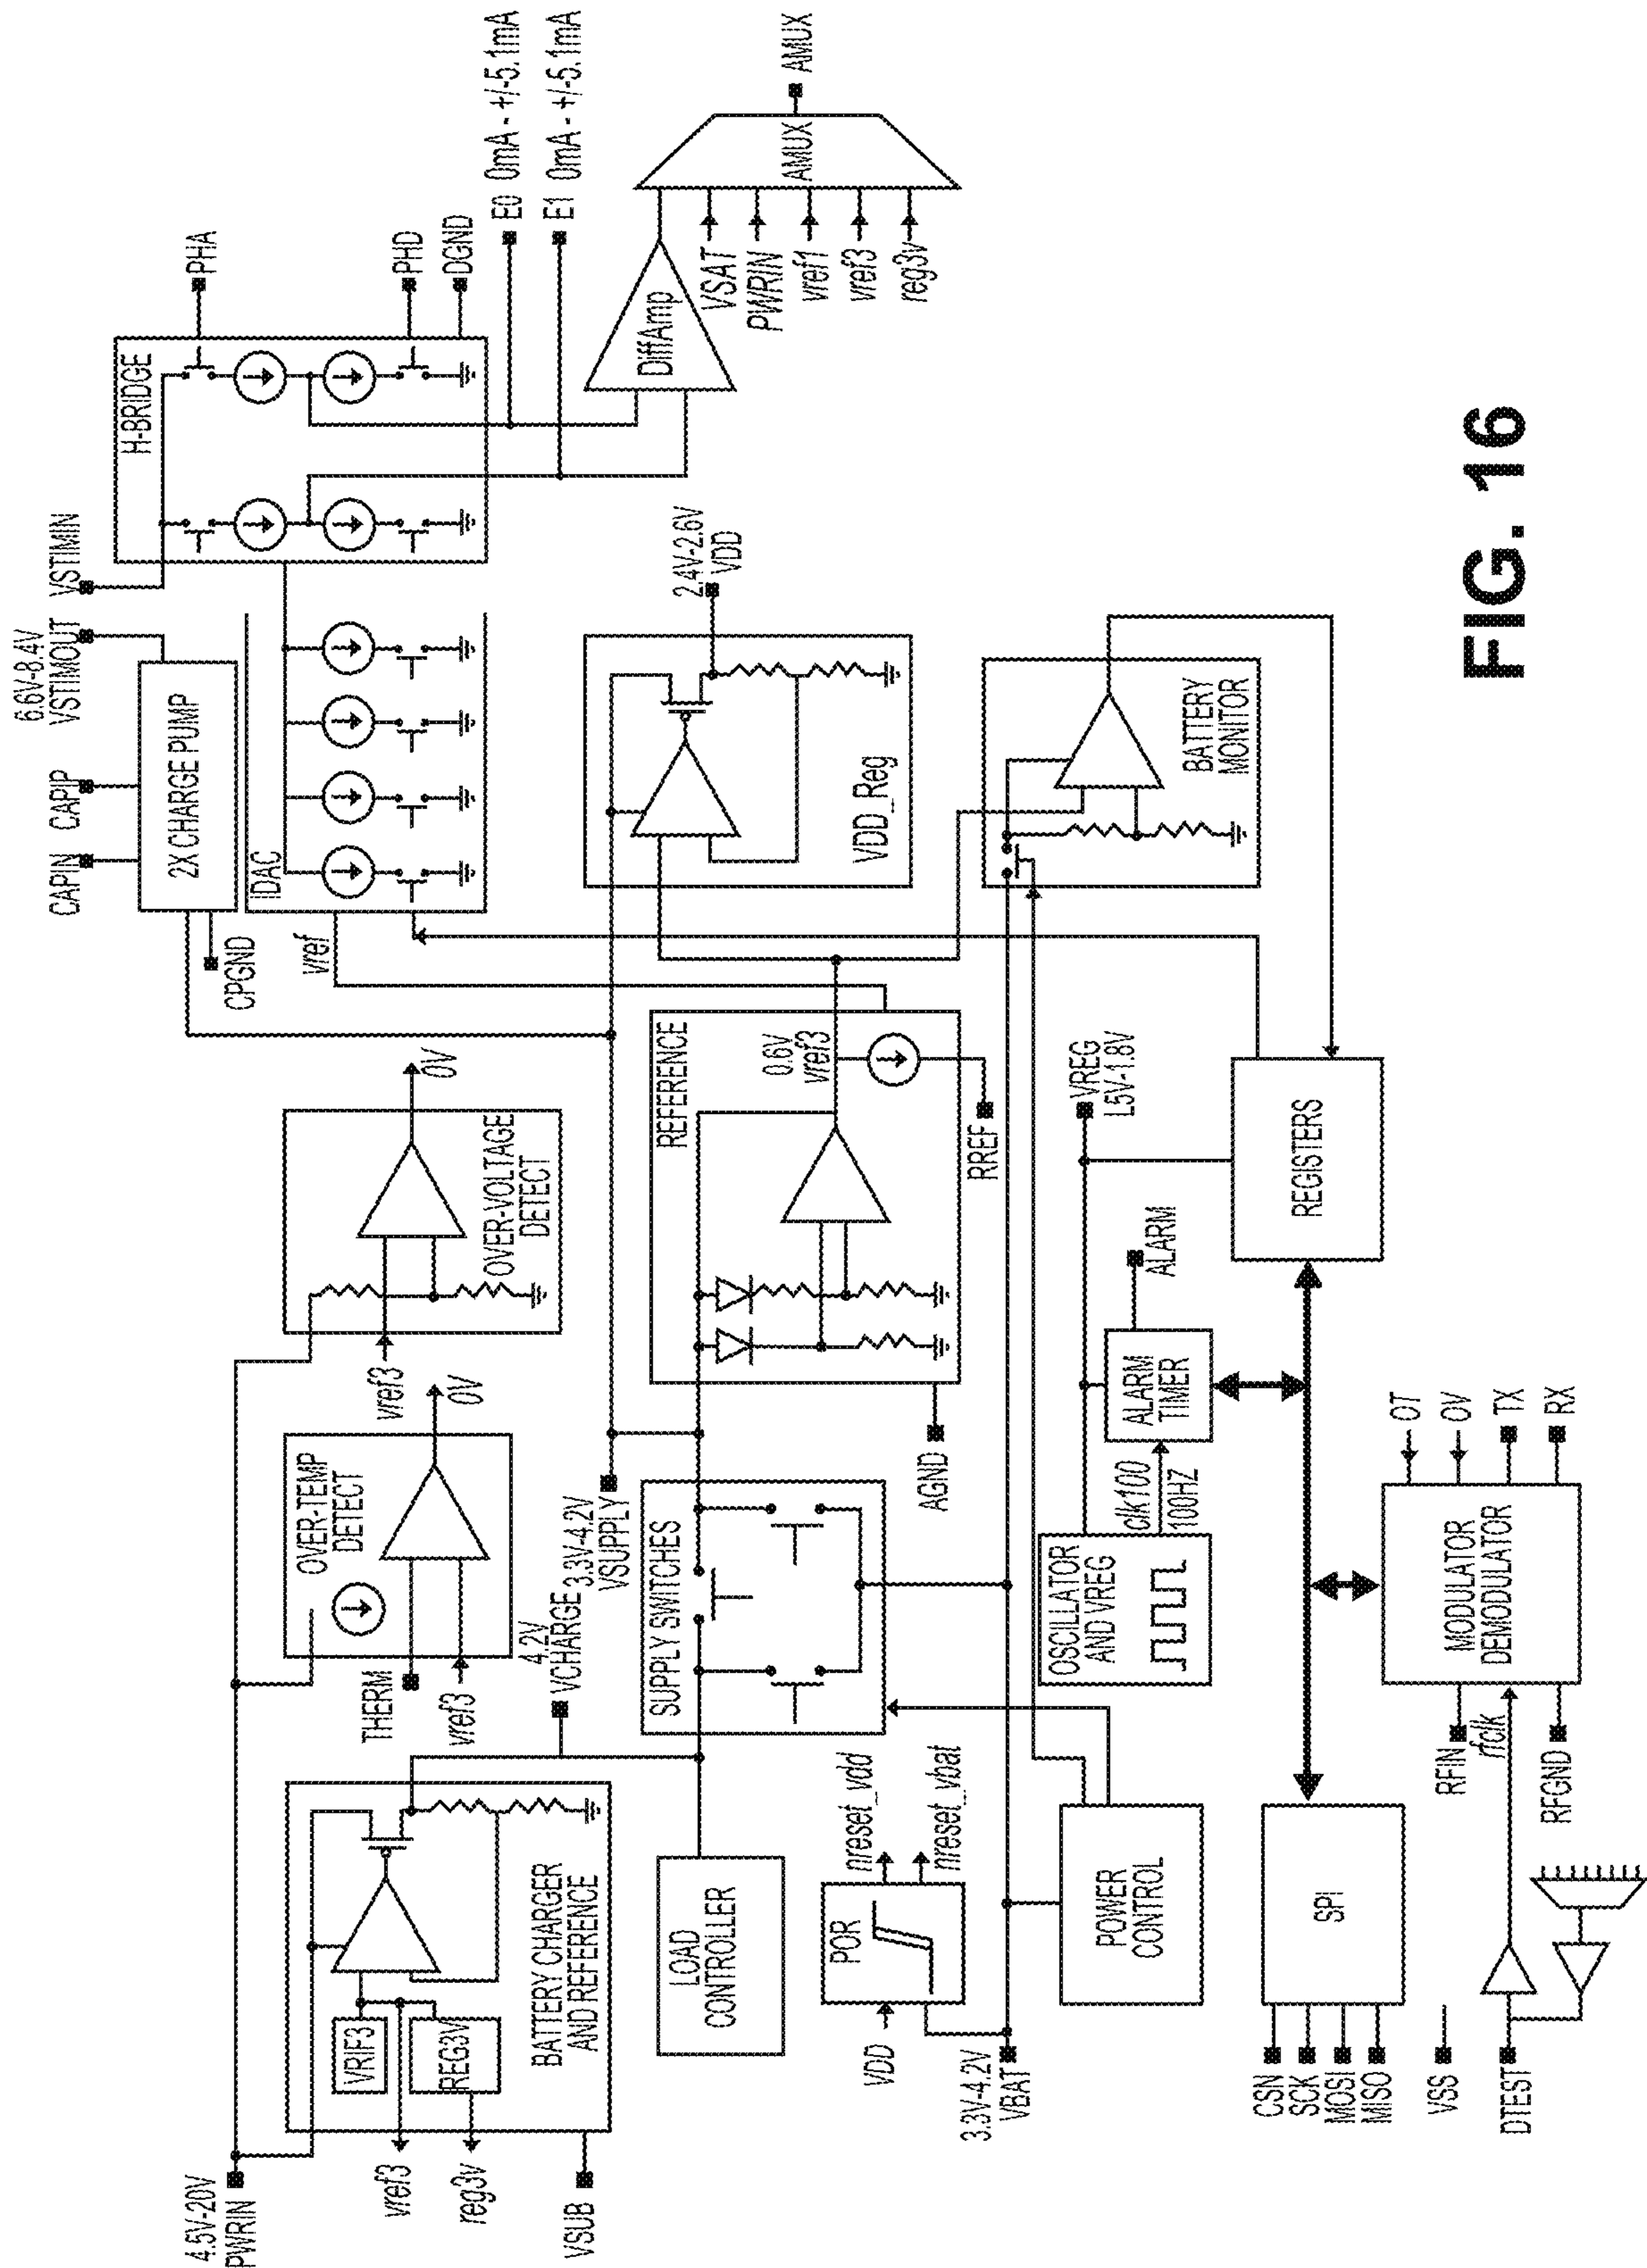 4.5V-20V
PWRIN
vref3
reg3v
VSUB
VRIF3
REG3V
BATTERY CHARGER
AND REFERENCE
THERM
vref3
OVER-TEMP
DETECT
0V
vref3
OVER-VOLTAGE
DETECT
0V
CPGND
2X CHARGE PUMP
CAPIN
CAPIP
6.6V-8.4V
VSTIMOUT
VSTIMIN
vref
IDAC
H-BRIDGE
PHA
PHD
DGND
E0 0mA - +/-5.1mA
E1 0mA - +/-5.1mA
DiffAmp
VSAT
PWRIN
vref1
vref3
reg3v
AMUX
AMUX
LOAD
CONTROLLER
4.2V
VCHARGE
3.3V-4.2V
VSUPPLY
SUPPLY SWITCHES
AGND
REFERENCE
0.6V
vref3
RREF
VDD_Reg
2.4V-2.6V
VDD
VDD
POR
nreset_vdd
nreset_vbat
3.3V-4.2V
VBAT
POWER
CONTROL
BATTERY
MONITOR
OSCILLATOR
AND VREG
clk100
100HZ
ALARM
TIMER
ALARM
VREG
L5V-1.8V
REGISTERS
CSN
SCK
MOSI
MISO
SPI
VSS
DTEST
RFIN
rfclk
RFGND
MODULATOR
DEMODULATOR
OT
OV
TX
RX
FIG. 16